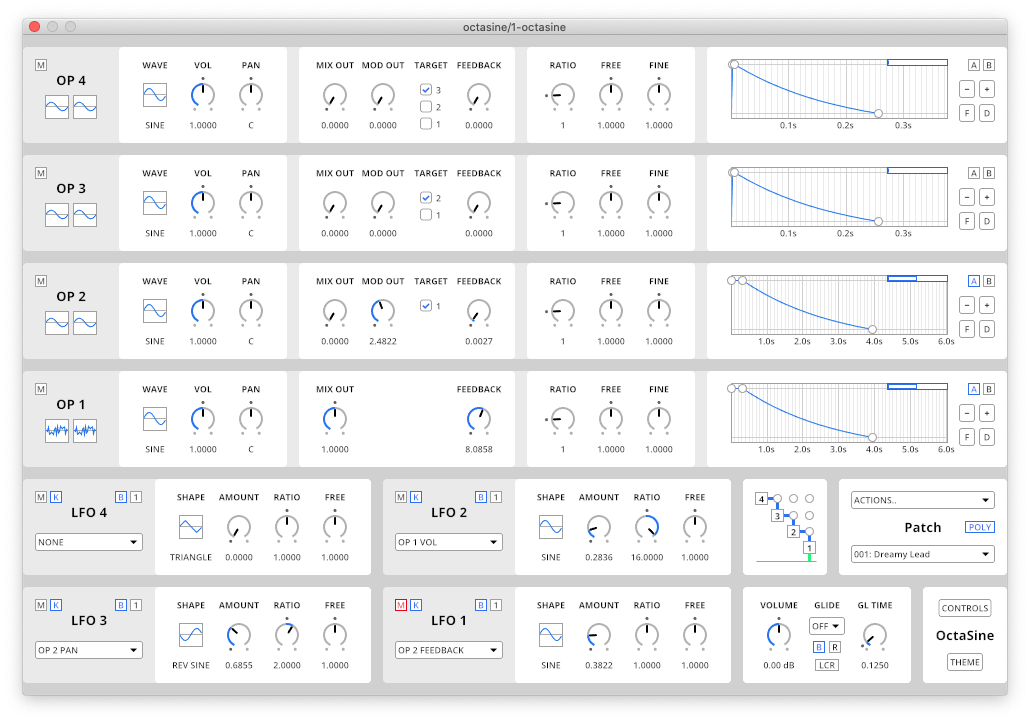 octasine/1-octasine
M
OP 4
WAVE VOL PAN
SINE 1.0000 C
MIX OUT MOD OUT TARGET FEEDBACK
3
2
1
0.0000 0.0000 0.0000
RATIO FREE FINE
1 1.0000 1.0000
0.1s 0.2s 0.3s
A B
− +
F D
M
OP 3
WAVE VOL PAN
SINE 1.0000 C
MIX OUT MOD OUT TARGET FEEDBACK
2
1
0.0000 0.0000 0.0000
RATIO FREE FINE
1 1.0000 1.0000
0.1s 0.2s 0.3s
A B
− +
F D
M
OP 2
WAVE VOL PAN
SINE 1.0000 C
MIX OUT MOD OUT TARGET FEEDBACK
1
0.0000 2.4822 0.0027
RATIO FREE FINE
1 1.0000 1.0000
1.0s 2.0s 3.0s 4.0s 5.0s 6.0s
A B
− +
F D
M
OP 1
WAVE VOL PAN
SINE 1.0000 C
MIX OUT FEEDBACK
1.0000 8.0858
RATIO FREE FINE
1 1.0000 1.0000
1.0s 2.0s 3.0s 4.0s 5.0s 6.0s
A B
− +
F D
M K B 1
LFO 4
NONE
SHAPE AMOUNT RATIO FREE
TRIANGLE 0.0000 1.0000 1.0000
M K B 1
LFO 2
OP 1 VOL
SHAPE AMOUNT RATIO FREE
SINE 0.2836 16.0000 1.0000
4
3
2
1
ACTIONS..
Patch POLY
001: Dreamy Lead
M K B 1
LFO 3
OP 2 PAN
SHAPE AMOUNT RATIO FREE
REV SINE 0.6855 2.0000 1.0000
M K B 1
LFO 1
OP 2 FEEDBACK
SHAPE AMOUNT RATIO FREE
SINE 0.3822 1.0000 1.0000
VOLUME GLIDE GL TIME
OFF
B R
0.00 dB LCR 0.1250
CONTROLS
OctaSine
THEME